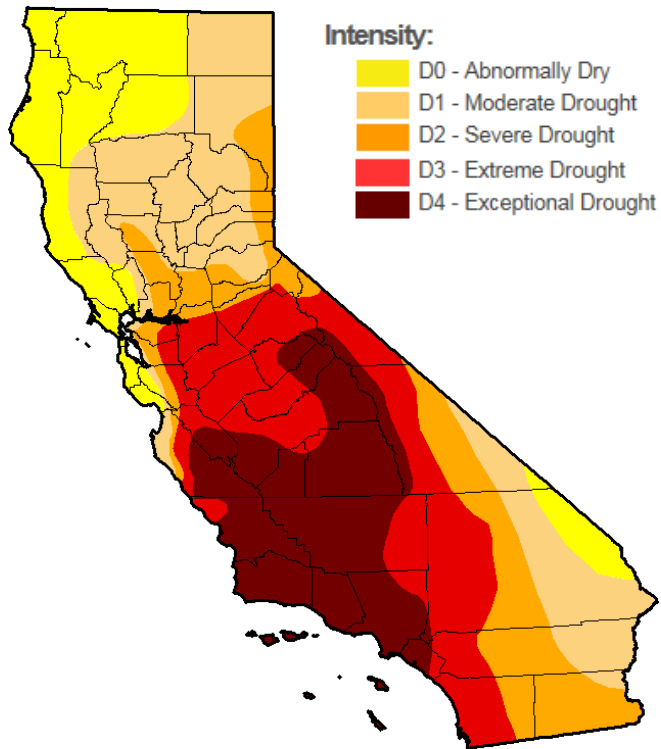 Intensity:
D0 - Abnormally Dry
D1 - Moderate Drought
D2 - Severe Drought
D3 - Extreme Drought
D4 - Exceptional Drought